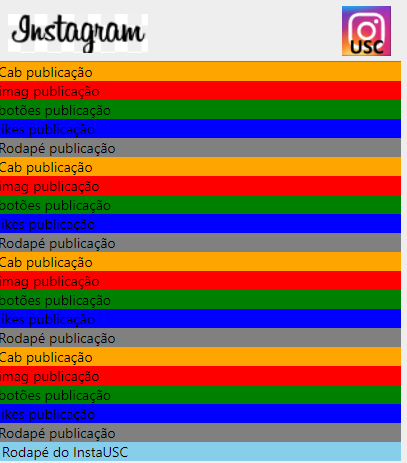 Instagram
USC
Cab publicação
imag publicação
botões publicação
likes publicação
Rodapé publicação
Cab publicação
imag publicação
botões publicação
likes publicação
Rodapé publicação
Cab publicação
imag publicação
botões publicação
likes publicação
Rodapé publicação
Cab publicação
imag publicação
botões publicação
likes publicação
Rodapé publicação
Rodapé do InstaUSC